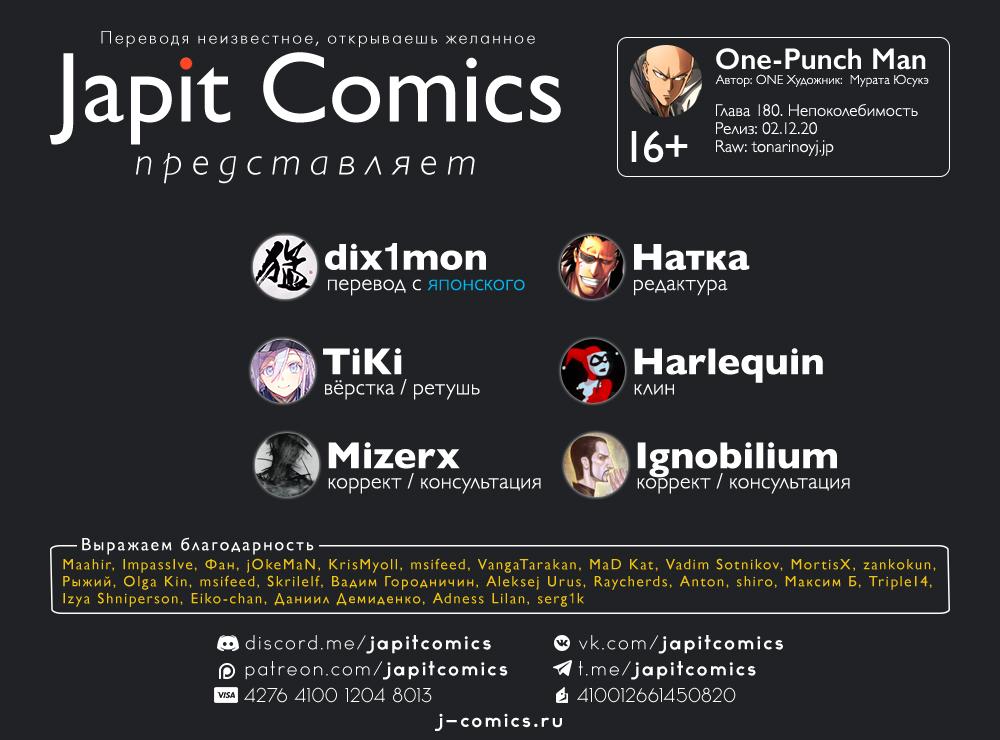 Переводя неизвестное, открываешь желанное
Japit Comics
представляет
One-Punch Man
Автор: ONE Художник: Мурата Юсукэ
Глава 180. Непоколебимость
Релиз: 02.12.20
Raw: tonarinoyj.jp
16+
猛
dix1mon
перевод с японского
Натка
редактура
TiKi
вёрстка / ретушь
Harlequin
клин
Mizerx
коррект / консультация
Ignobilium
коррект / консультация
Выражаем благодарность
Maahir, ImpassIve, Фан, jOkeMaN, KrisMyoll, msifeed, VangaTarakan, MaD Kat, Vadim Sotnikov, MortisX, zankokun,
Рыжий, Olga Kin, msifeed, Skrilelf, Вадим Городничин, Aleksej Urus, Raycherds, Anton, shiro, Максим Б, Triple14,
Izya Shniperson, Eiko-chan, Даниил Демиденко, Adness Lilan, serg1k
discord.me/japitcomics
vk.com/japitcomics
patreon.com/japitcomics
t.me/japitcomics
VISA 4276 4100 1204 8013
410012661450820
j-comics.ru